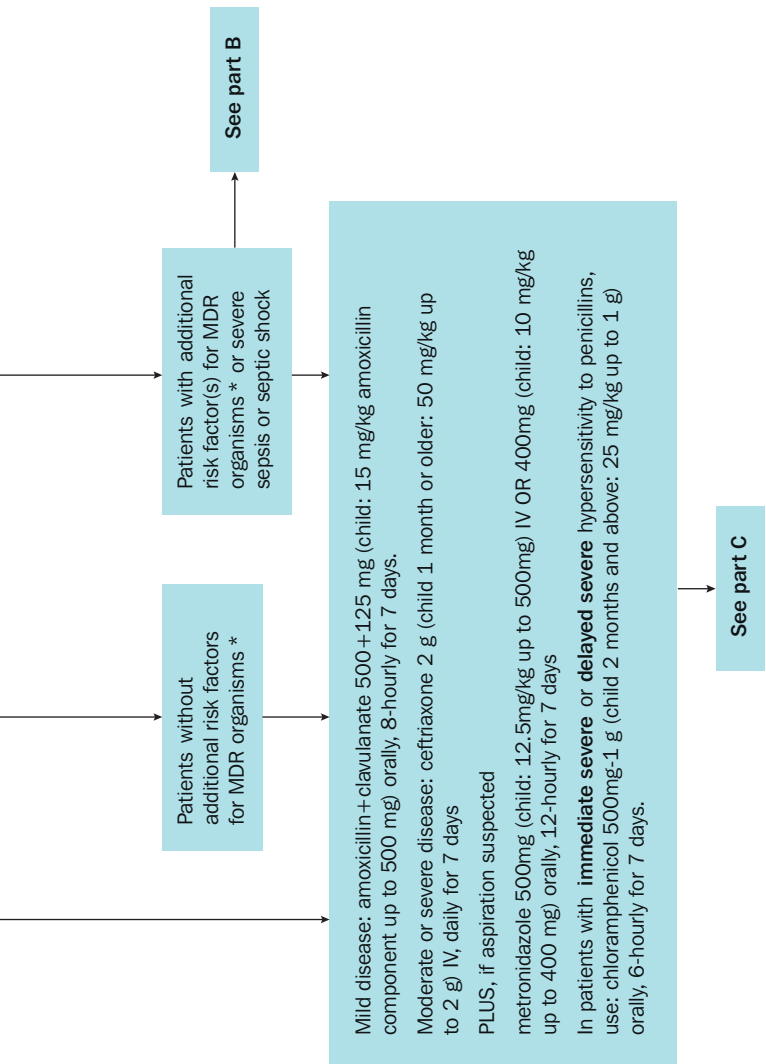 Patients without
additional risk factors
for MDR organisms *
Patients with additional
risk factor(s) for MDR
organisms * or severe
sepsis or septic shock
See part B
Mild disease: amoxicillin+clavulanate 500+125 mg (child: 15 mg/kg amoxicillin
component up to 500 mg) orally, 8-hourly for 7 days.
Moderate or severe disease: ceftriaxone 2 g (child 1 month or older: 50 mg/kg up
to 2 g) IV, daily for 7 days
PLUS, if aspiration suspected
metronidazole 500mg (child: 12.5mg/kg up to 500mg) IV OR 400mg (child: 10 mg/kg
up to 400 mg) orally, 12-hourly for 7 days
In patients with immediate severe or delayed severe hypersensitivity to penicillins,
use: chloramphenicol 500mg-1 g (child 2 months and above: 25 mg/kg up to 1 g)
orally, 6-hourly for 7 days.
See part C